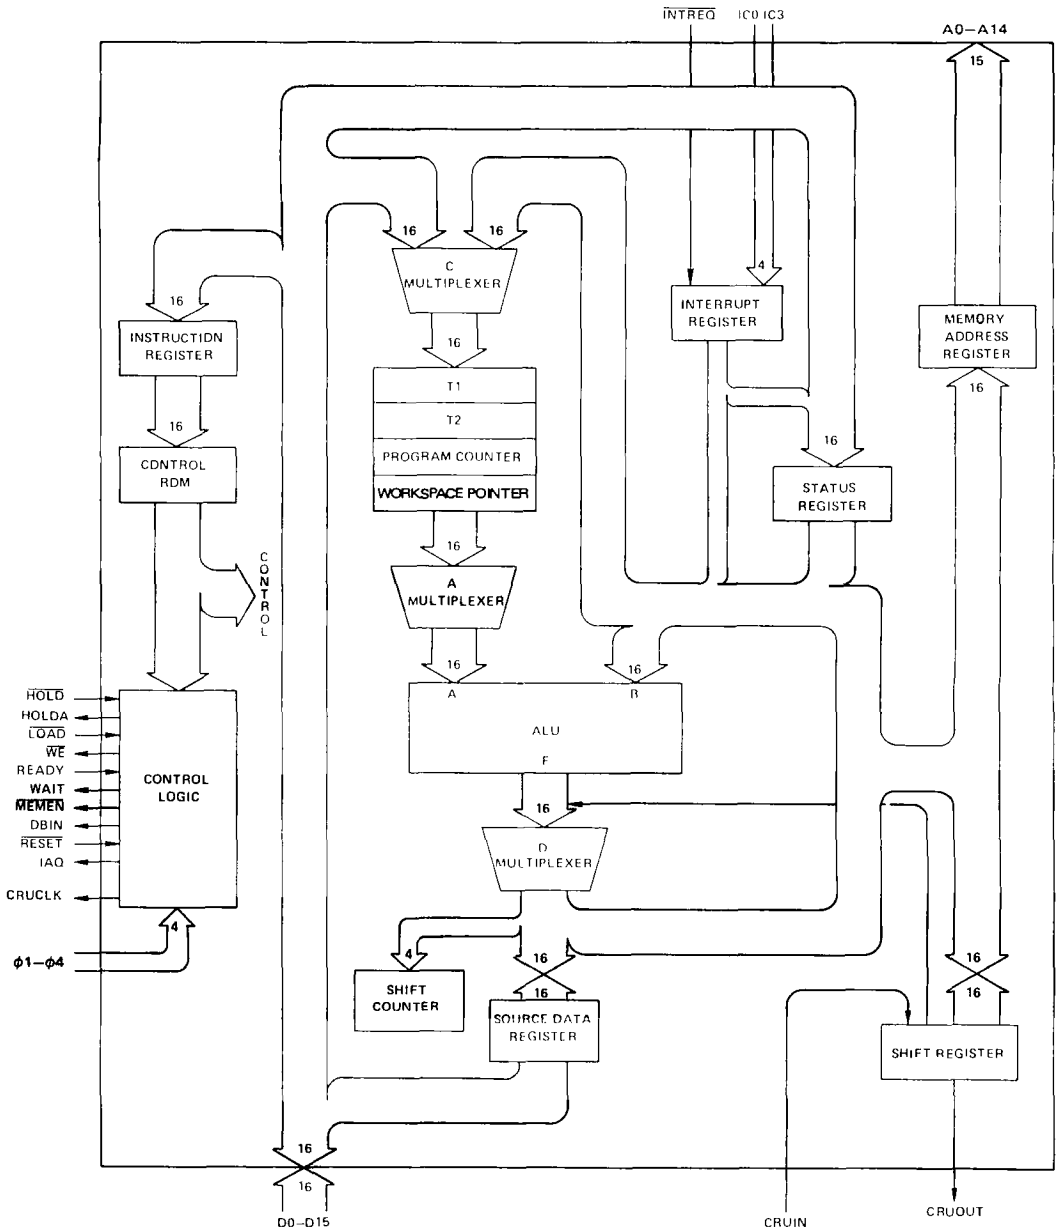 INTREQ
IC0 IC3
A0–A14
15
16
16
C
MULTIPLEXER
4
INTERRUPT
REGISTER
16
INSTRUCTION
REGISTER
MEMORY
ADDRESS
REGISTER
16
16
T1
T2
PROGRAM COUNTER
WORKSPACE POINTER
16
CONTROL
RDM
16
STATUS
REGISTER
16
A
MULTIPLEXER
CONTROL
16
16
A
B
ALU
F
HOLD
HOLDA
LOAD
WE
READY
WAIT
MEMEN
DBIN
RESET
IAQ
CRUCLK
CONTROL
LOGIC
16
D
MULTIPLEXER
4
ϕ1–ϕ4
4
SHIFT
COUNTER
16
16
SOURCE DATA
REGISTER
16
16
SHIFT REGISTER
16
16
D0–D15
CRUIN
CRUOUT